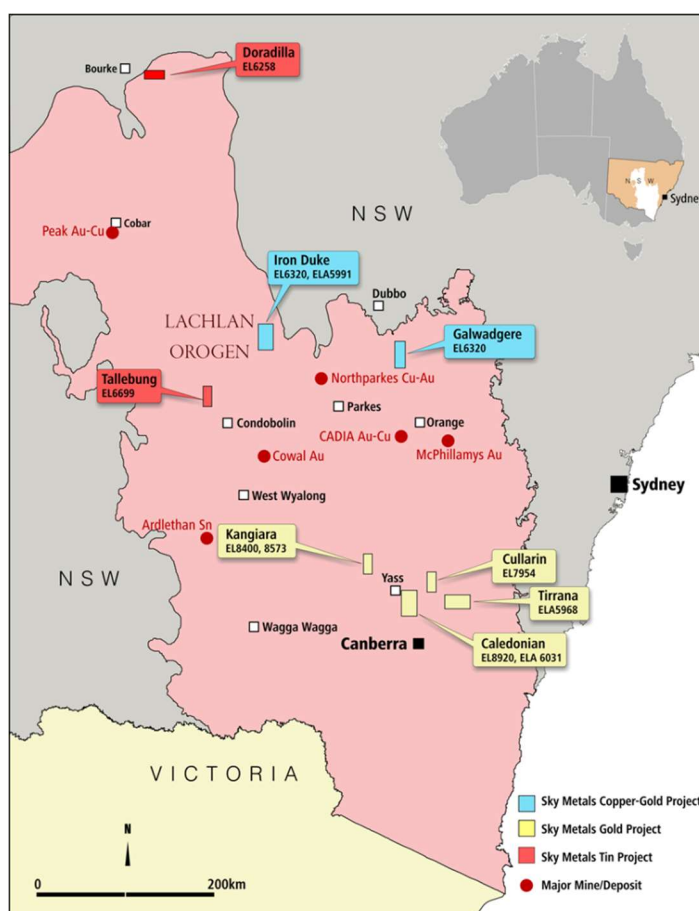 Doradilla
EL6258
Bourke
N S W
Sydney
NSW
Cobar
Peak Au-Cu
Iron Duke
EL6320, ELA5991
Dubbo
LACHLAN
OROGEN
Galwadgere
EL6320
Tallebung
EL6699
Northparkes Cu-Au
Parkes
Condobolin
Orange
CADIA Au-Cu
McPhillamys Au
Cowal Au
Sydney
West Wyalong
Ardlethan Sn
Kangiara
EL8400, 8573
Cullarin
EL7954
NSW
Yass
Tirrana
ELA5968
Wagga Wagga
Canberra
Caledonian
EL8920, ELA 6031
VICTORIA
Sky Metals Copper-Gold Project
Sky Metals Gold Project
N
Sky Metals Tin Project
0 200km
Major Mine/Deposit